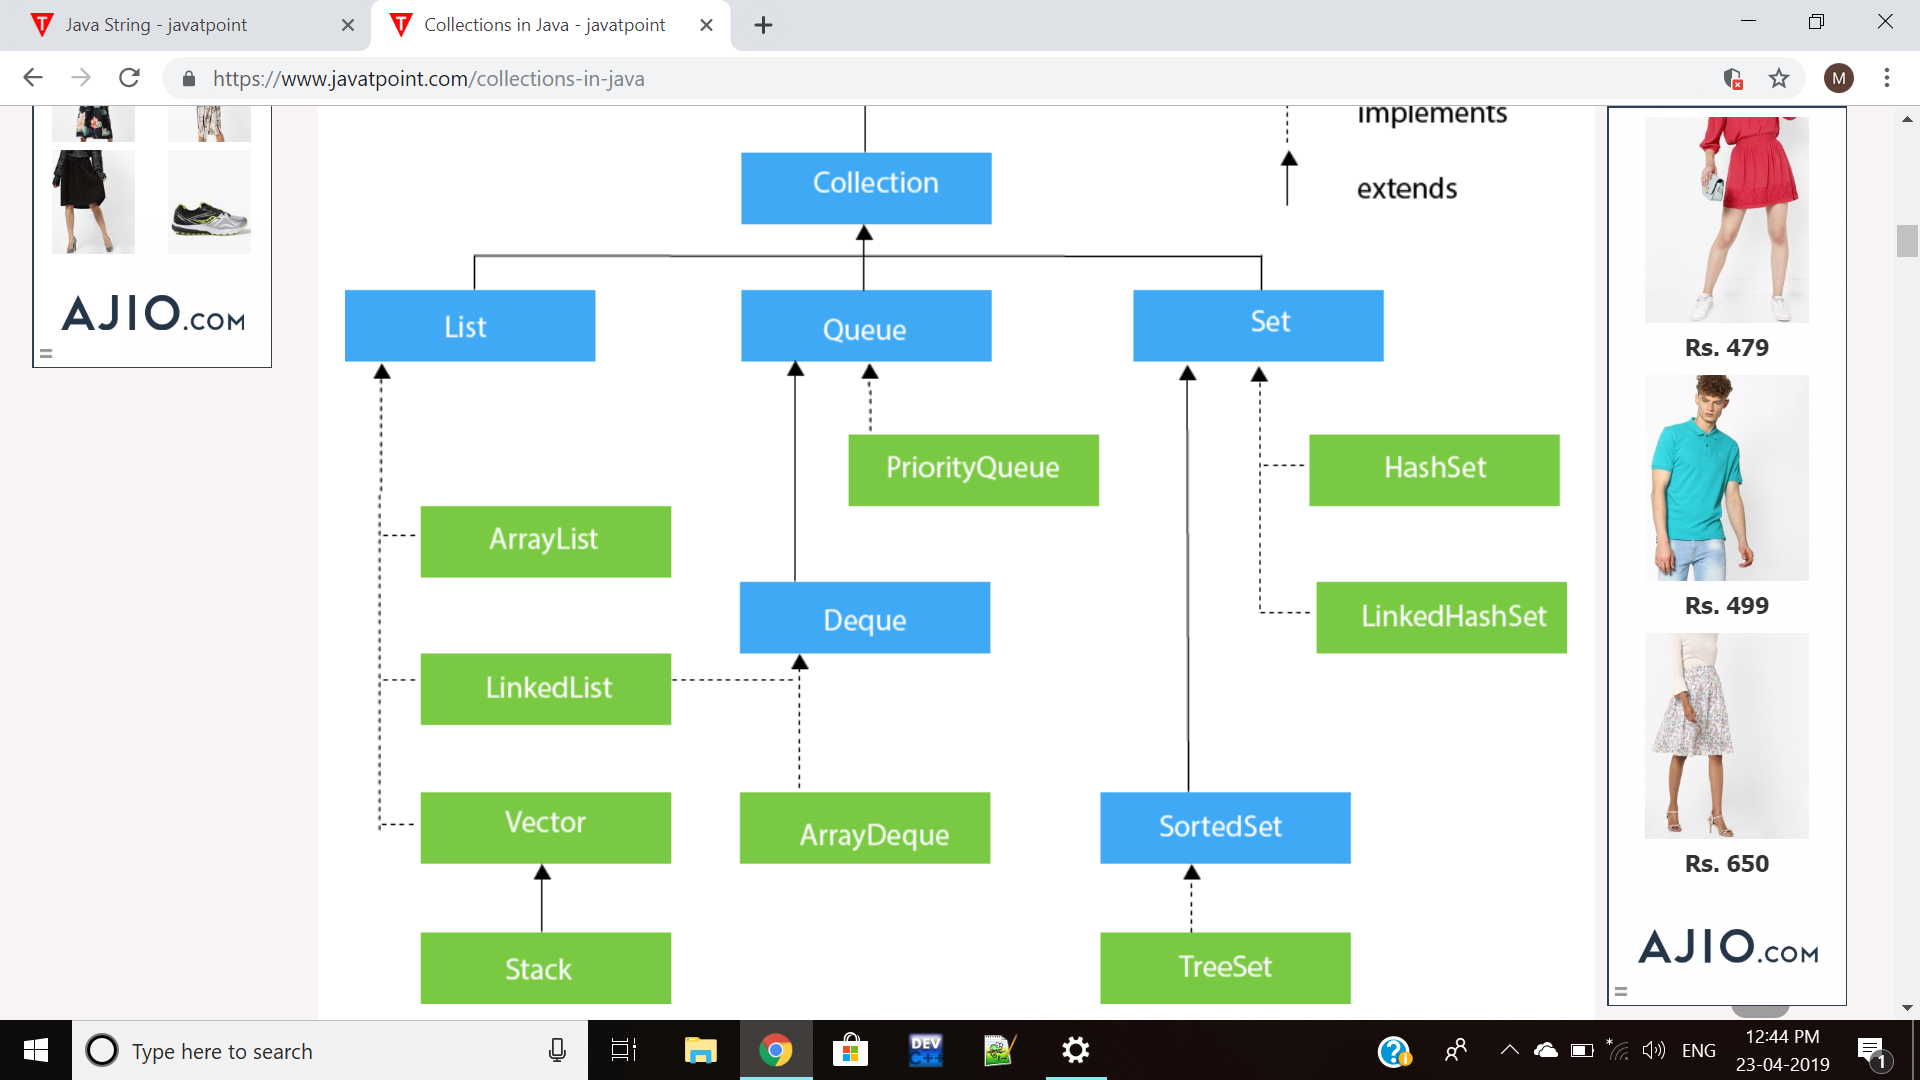 Java String - javatpoint
Collections in Java - javatpoint
https://www.javatpoint.com/collections-in-java
M
implements
extends
Collection
List
Queue
Set
PriorityQueue
HashSet
ArrayList
Deque
LinkedHashSet
LinkedList
Vector
ArrayDeque
SortedSet
Stack
TreeSet
AJIO.COM
Rs. 479
Rs. 499
Rs. 650
AJIO.COM
Type here to search
DEV
C++
ENG
12:44 PM
23-04-2019
1